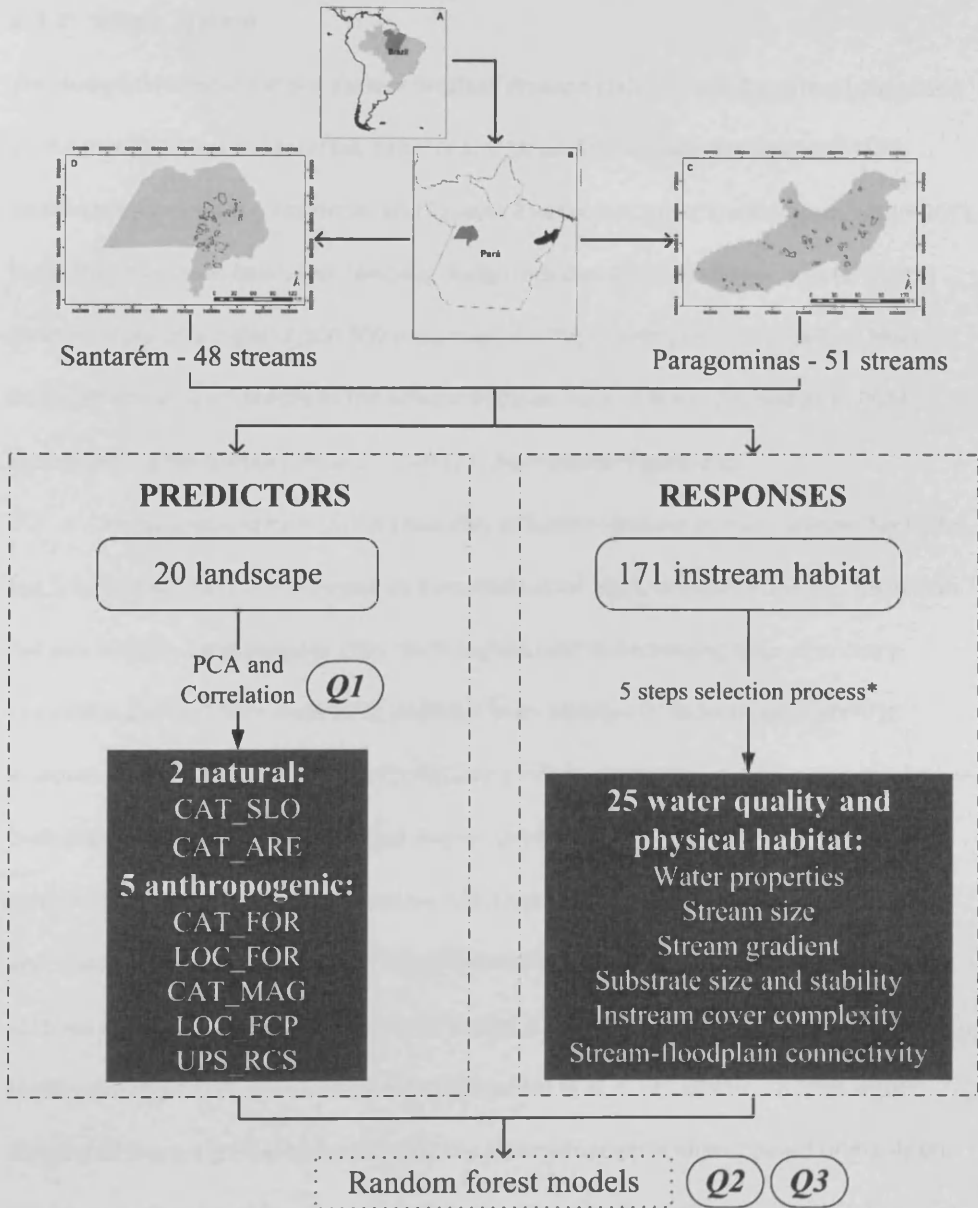 A
Brazil
D
B
Pará
C
Santarém - 48 streams
Paragominas - 51 streams
PREDICTORS
20 landscape
PCA and
Correlation
Q1
2 natural:
CAT_SLO
CAT_ARE
5 anthropogenic:
CAT_FOR
LOC_FOR
CAT_MAG
LOC_FCP
UPS_RCS
RESPONSES
171 instream habitat
5 steps selection process*
25 water quality and
physical habitat:
Water properties
Stream size
Stream gradient
Substrate size and stability
Instream cover complexity
Stream-floodplain connectivity
Random forest models
Q2
Q3